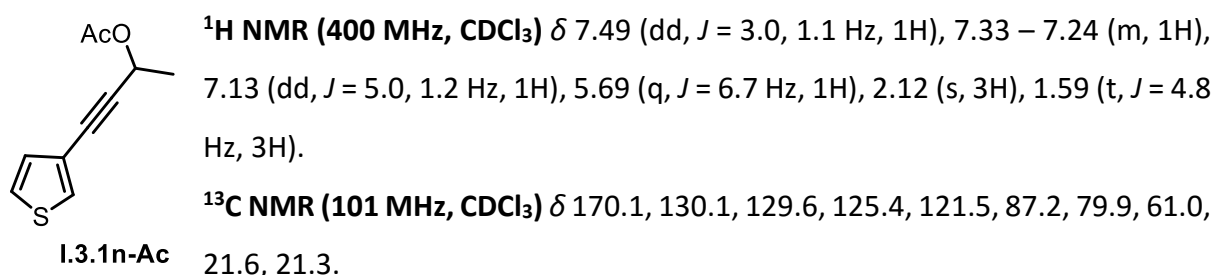 AcO
S
I.3.1n-Ac
¹H NMR (400 MHz, CDCl₃) δ 7.49 (dd, J = 3.0, 1.1 Hz, 1H), 7.33 – 7.24 (m, 1H),
7.13 (dd, J = 5.0, 1.2 Hz, 1H), 5.69 (q, J = 6.7 Hz, 1H), 2.12 (s, 3H), 1.59 (t, J = 4.8
Hz, 3H).
¹³C NMR (101 MHz, CDCl₃) δ 170.1, 130.1, 129.6, 125.4, 121.5, 87.2, 79.9, 61.0,
21.6, 21.3.